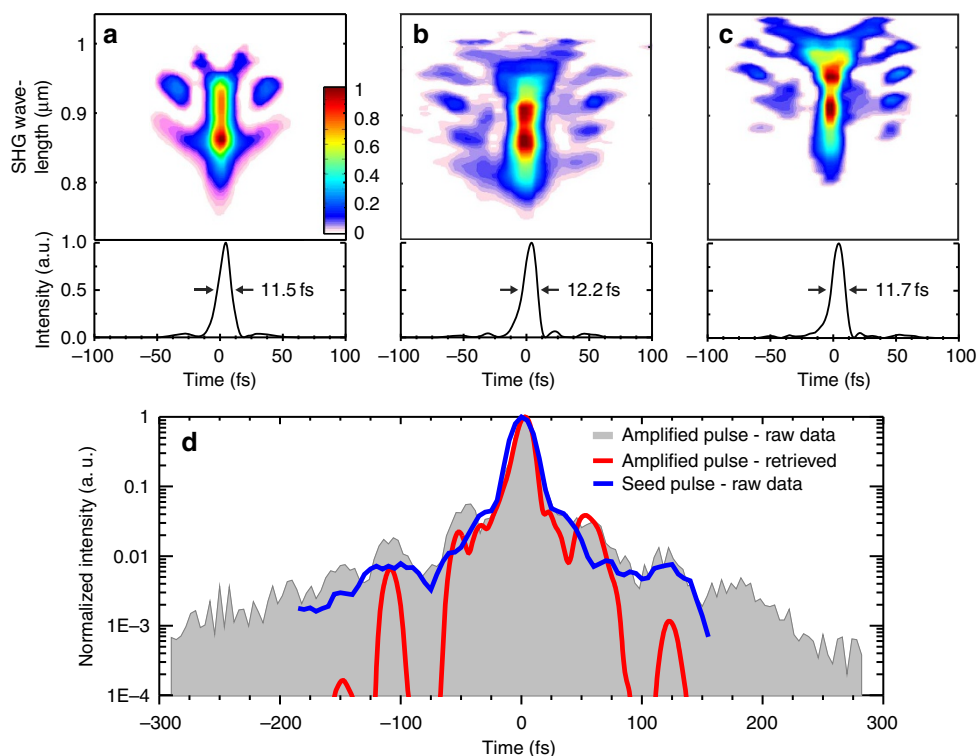 a
b
c
SHG wave-
length (μm)
1
0.9
0.8
1
0.8
0.6
0.4
0.2
0
Intensity (a.u.)
1.0
0.5
0.0
11.5 fs
12.2 fs
11.7 fs
−100 −50 0 50 100
−100 −50 0 50 100
−100 −50 0 50 100
Time (fs)
Time (fs)
Time (fs)
d
Amplified pulse - raw data
Amplified pulse - retrieved
Seed pulse - raw data
Normalized intensity (a. u.)
1
0.1
0.01
1E−3
1E−4
−300 −200 −100 0 100 200 300
Time (fs)